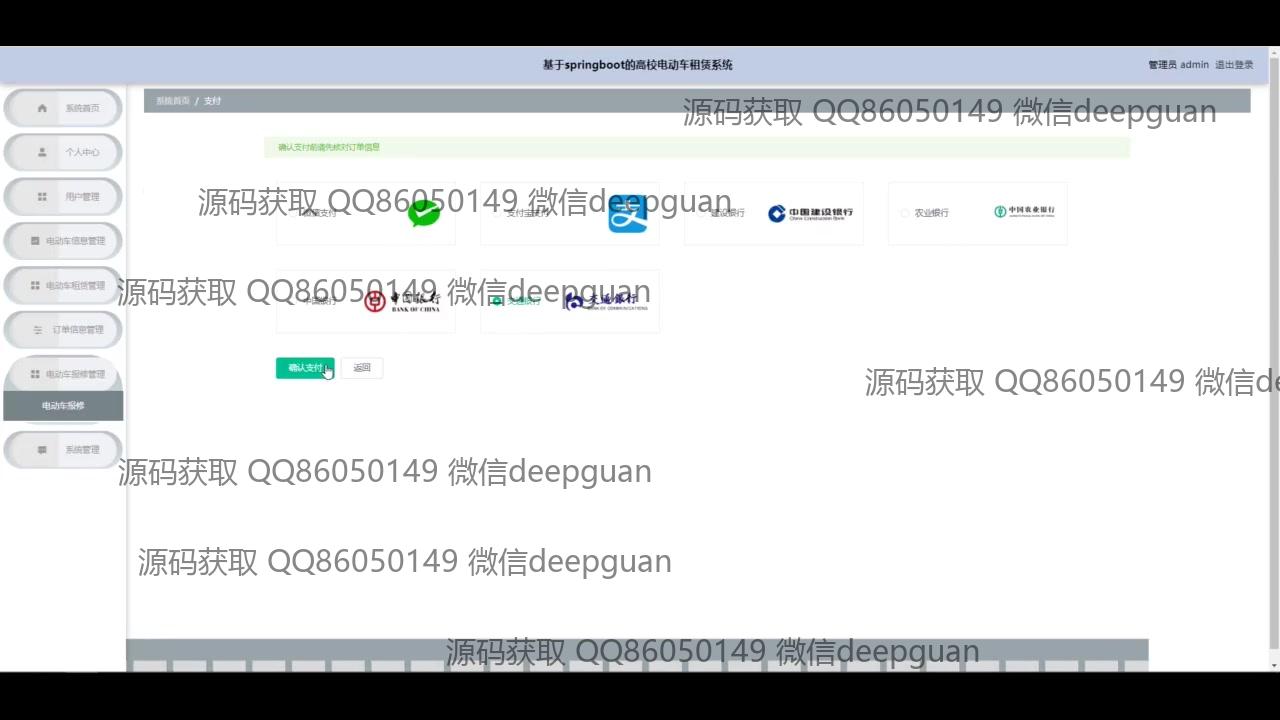 基于springboot的高校电动车租赁系统
管理员 admin 退出登录
系统首页
个人中心
用户管理
电动车信息管理
电动车租赁管理
订单信息管理
电动车报修管理
电动车报修
系统管理
系统首页 / 支付
源码获取 QQ86050149 微信deepguan
确认支付前请先核对订单信息
源码获取 QQ86050149 微信deepguan
微信支付
支付宝支付
支
建设银行
中国建设银行
China Construction Bank
农业银行
中国农业银行
源码获取 QQ86050149 微信deepguan
中国银行
中国银行
BANK OF CHINA
交通银行
交通银行
BANK OF COMMUNICATIONS
确认支付
返回
源码获取 QQ86050149 微信de
源码获取 QQ86050149 微信deepguan
源码获取 QQ86050149 微信deepguan
源码获取 QQ86050149 微信deepguan